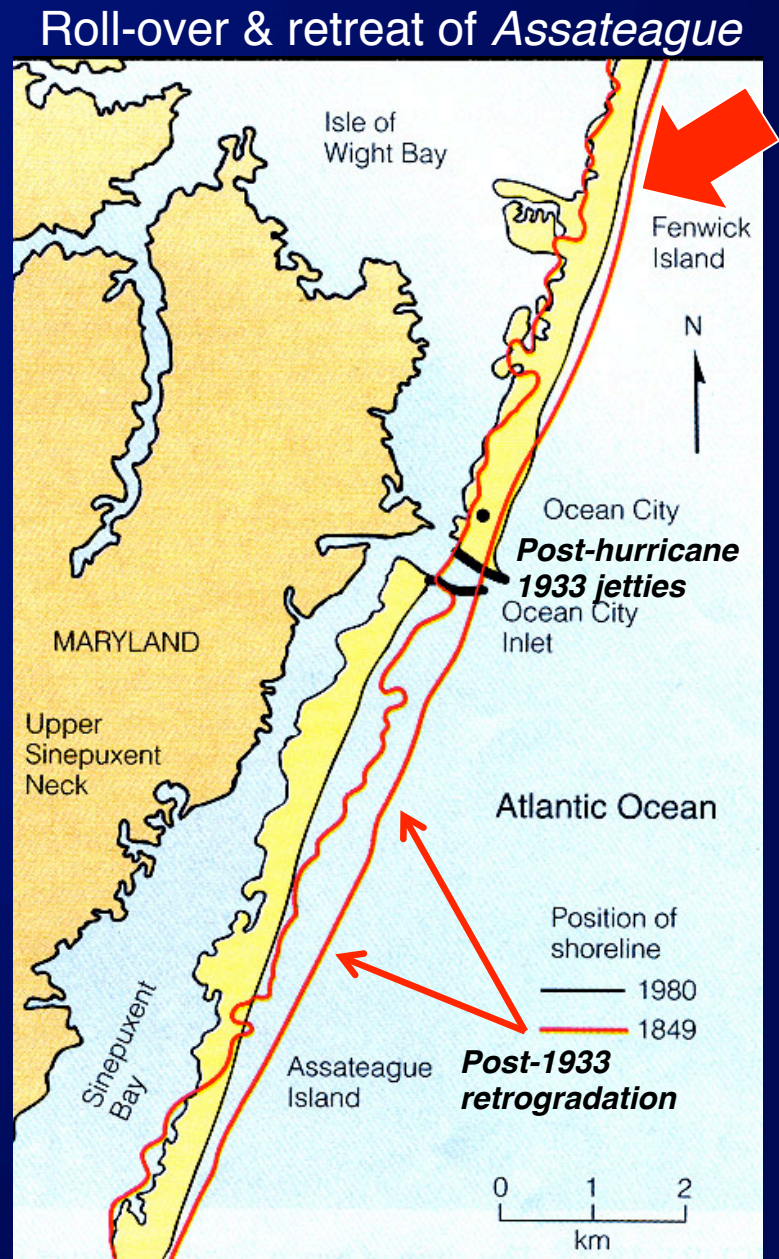 Roll-over & retreat of Assateague
Isle of
Wight Bay
Fenwick
Island
N
Ocean City
Post-hurricane
1933 jetties
Ocean City
Inlet
MARYLAND
Upper
Sinepuxent
Neck
Atlantic Ocean
Position of
shoreline
1980
1849
Sinepuxent
Bay
Assateague
Island
Post-1933
retrogradation
0 1 2
km